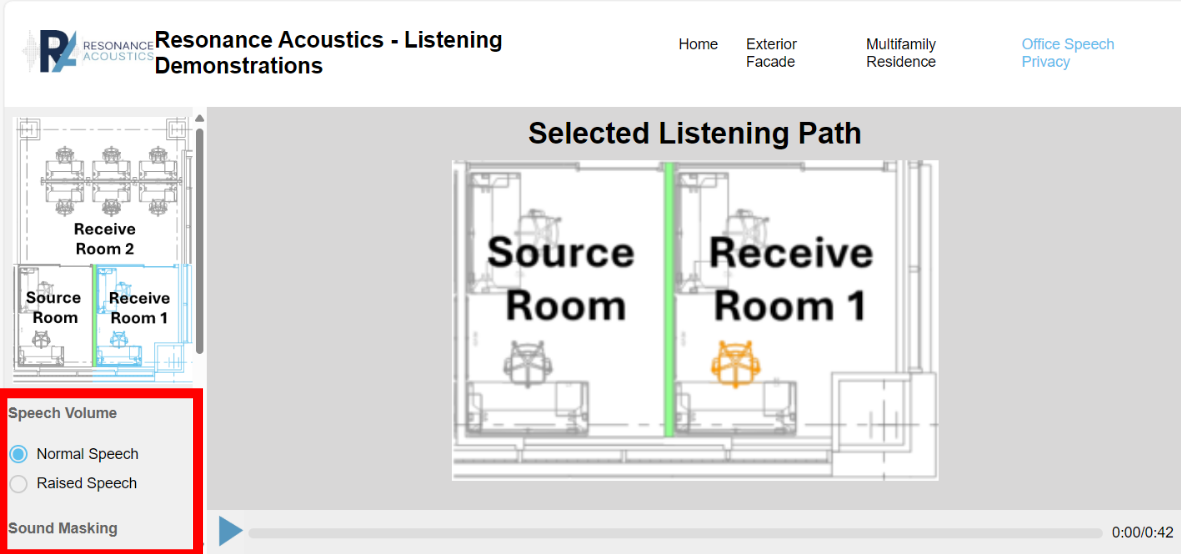 RESONANCE
ACOUSTICS
Resonance Acoustics - Listening
Demonstrations
Home
Exterior
Facade
Multifamily
Residence
Office Speech
Privacy
Receive
Room 2
Source
Room
Receive
Room 1
Speech Volume
Normal Speech
Raised Speech
Sound Masking
Selected Listening Path
Source
Room
Receive
Room 1
0:00/0:42